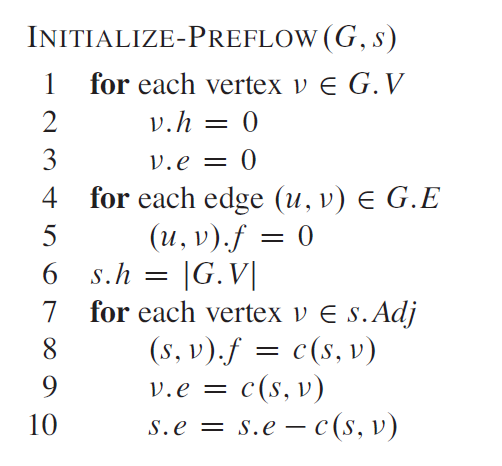 INITIALIZE-PREFLOW(G, s)
1 for each vertex v ∈ G.V
2 v.h = 0
3 v.e = 0
4 for each edge (u, v) ∈ G.E
5 (u, v).f = 0
6 s.h = |G.V|
7 for each vertex v ∈ s.Adj
8 (s, v).f = c(s, v)
9 v.e = c(s, v)
10 s.e = s.e − c(s, v)